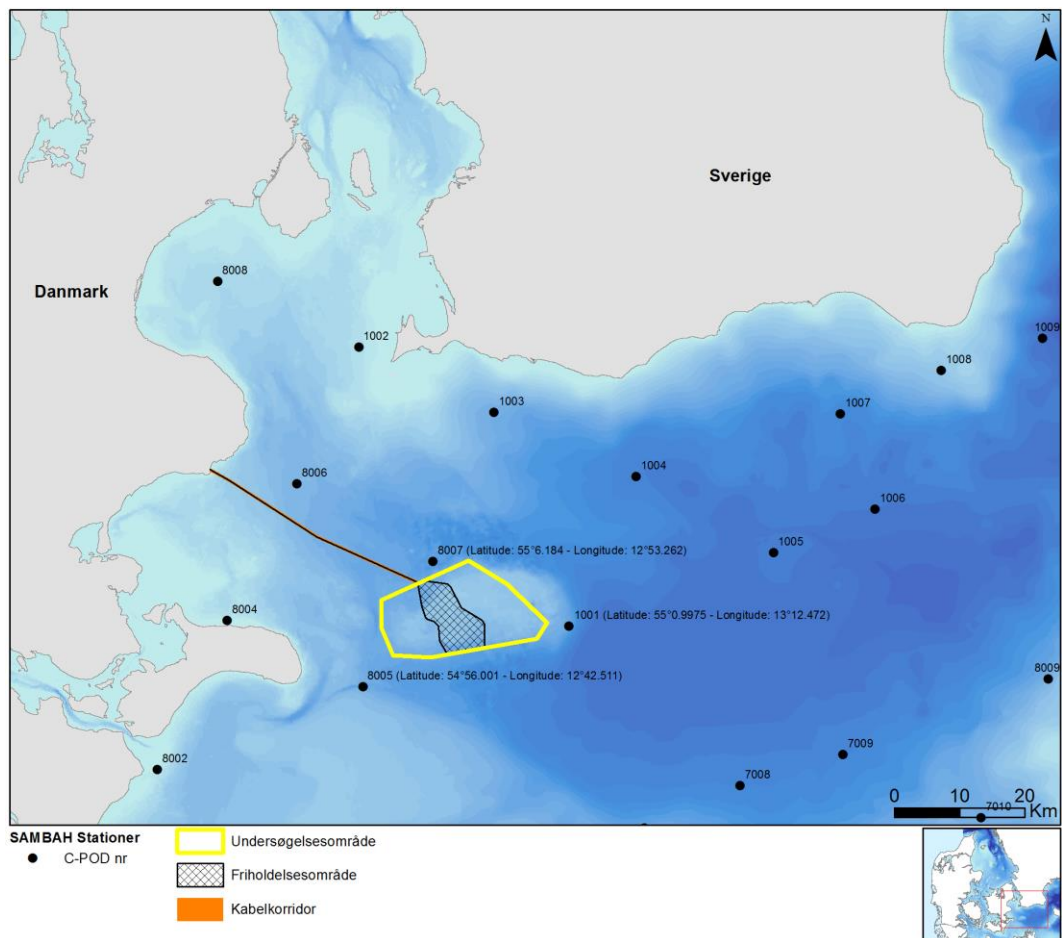 N
Sverige
8008
Danmark
1009
1002
1008
1003
1007
1004
8006
1006
1005
8007 (Latitude: 55°6.184 - Longitude: 12°53.262)
8004
1001 (Latitude: 55°0.9975 - Longitude: 13°12.472)
8005 (Latitude: 54°56.001 - Longitude: 12°42.511)
8009
8002
7009
7008
0 10 20
7010 Km
SAMBAH Stationer
C-POD nr
Undersøgelsesområde
Friholdelsesområde
Kabelkorridor